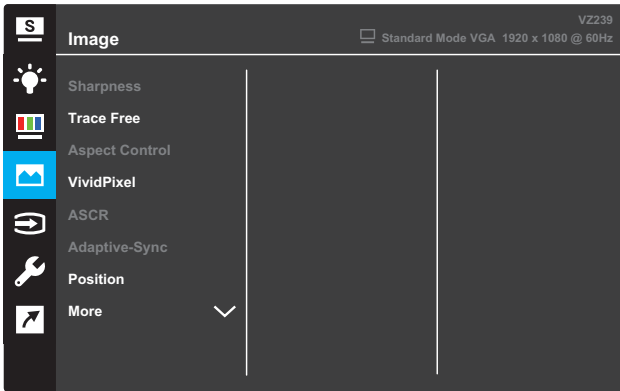 S
VZ239
Image
Standard Mode VGA 1920 x 1080 @ 60Hz
Sharpness
Trace Free
Aspect Control
VividPixel
ASCR
Adaptive-Sync
Position
More